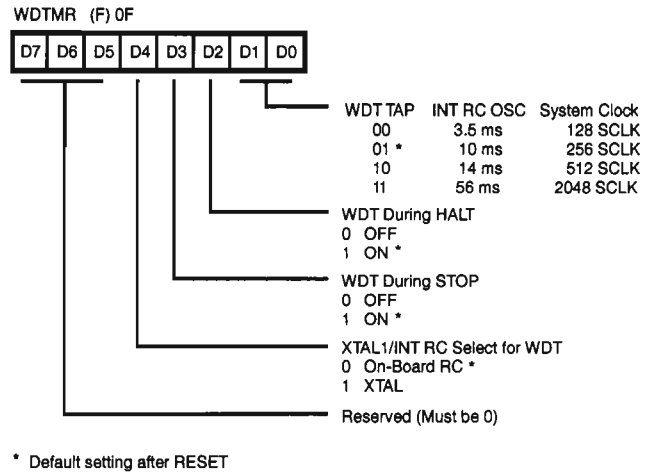 WDTMR (F) 0F
D7 D6 D5 D4 D3 D2 D1 D0
WDT TAP INT RC OSC System Clock
00 3.5 ms 128 SCLK
01 * 10 ms 256 SCLK
10 14 ms 512 SCLK
11 56 ms 2048 SCLK
WDT During HALT
0 OFF
1 ON *
WDT During STOP
0 OFF
1 ON *
XTAL1/INT RC Select for WDT
0 On-Board RC *
1 XTAL
Reserved (Must be 0)
* Default setting after RESET